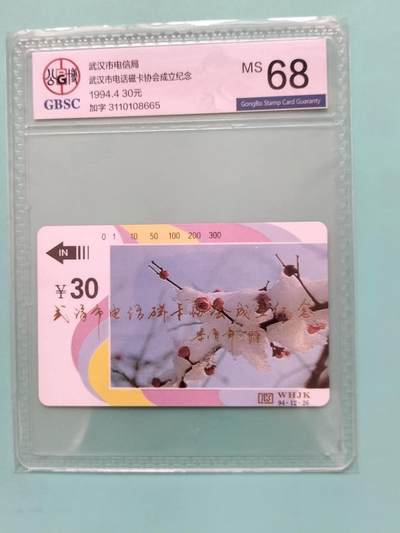 公G博
GBSC
武汉市电信局
武汉市电话磁卡协会成立纪念
1994.4 30元
加字 3110108665
MS 68
GongBo Stamp Card Guaranty
0 1 10 50 100 200 300
IN
¥30
武汉市电话磁卡协会成立纪念
WHJK
94·12·26